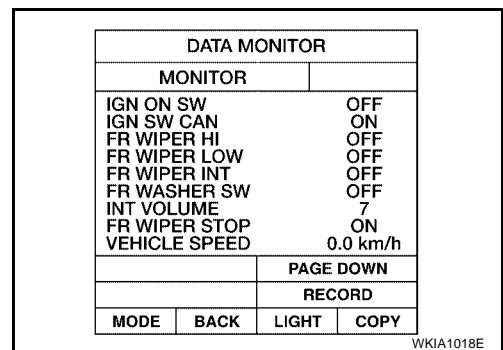 DATA MONITOR
MONITOR
IGN ON SW OFF
IGN SW CAN ON
FR WIPER HI OFF
FR WIPER LOW OFF
FR WIPER INT OFF
FR WASHER SW OFF
INT VOLUME 7
FR WIPER STOP ON
VEHICLE SPEED 0.0 km/h
PAGE DOWN
RECORD
MODE BACK LIGHT COPY
WKIA1018E